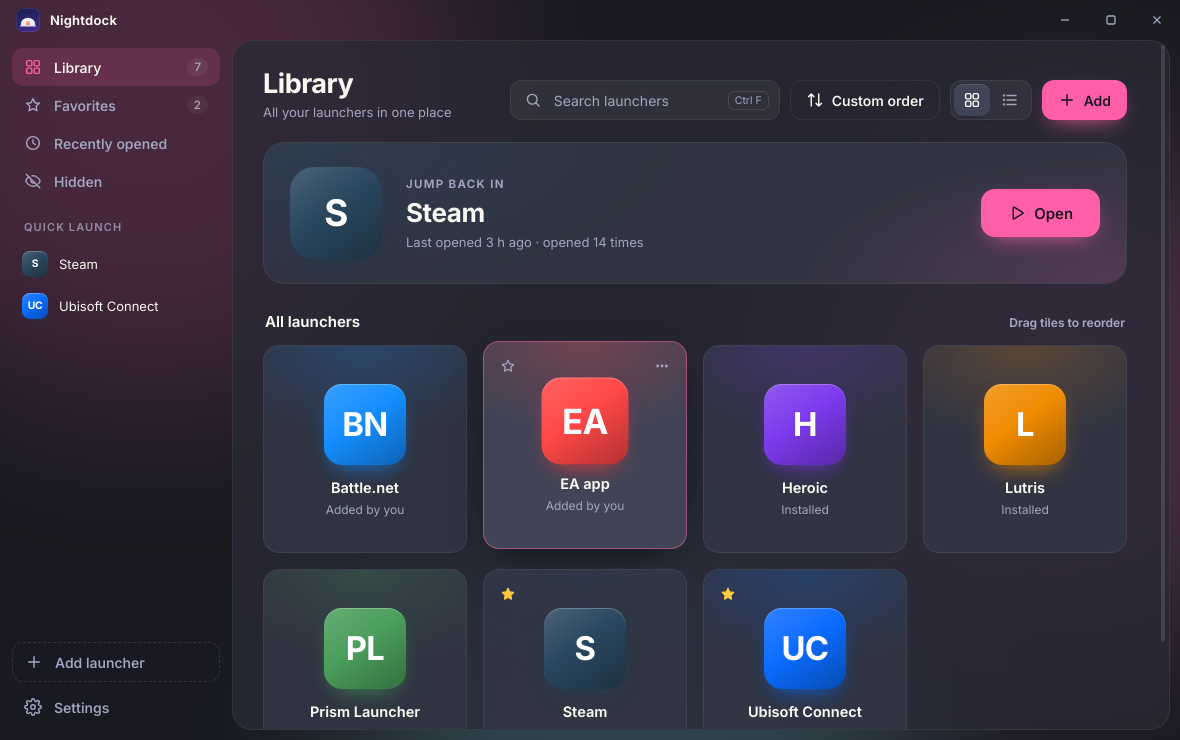 Nightdock
Library
7
Favorites
2
Recently opened
Hidden
QUICK LAUNCH
S
Steam
UC
Ubisoft Connect
Add launcher
Settings
Library
All your launchers in one place
Search launchers
Ctrl F
Custom order
Add
S
JUMP BACK IN
Steam
Last opened 3 h ago · opened 14 times
Open
All launchers
Drag tiles to reorder
BN
Battle.net
Added by you
EA
EA app
Added by you
H
Heroic
Installed
L
Lutris
Installed
PL
Prism Launcher
S
Steam
UC
Ubisoft Connect